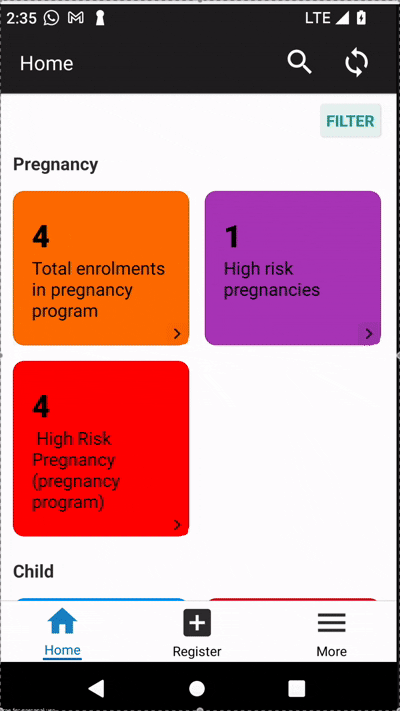 2:35 LTE
Home
FILTER
Pregnancy
4
Total enrolments
in pregnancy
program
1
High risk
pregnancies
4
High Risk
Pregnancy
(pregnancy
program)
Child
Home
Register
More